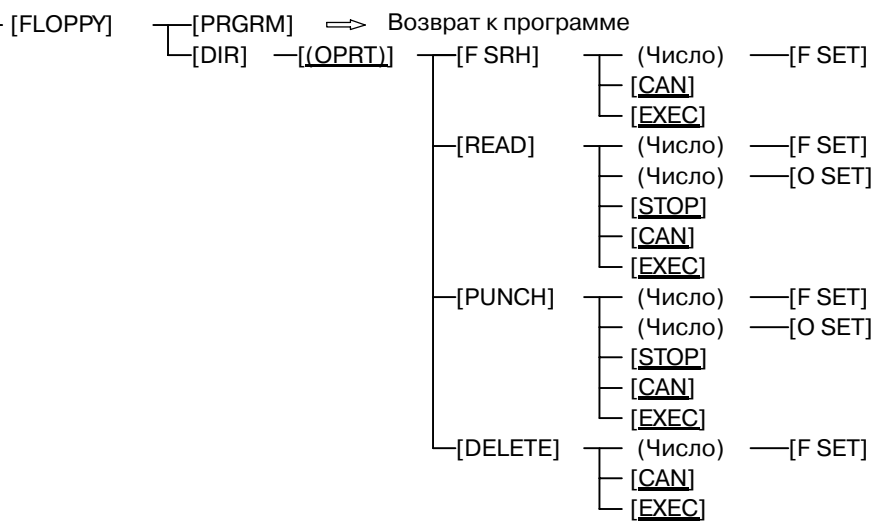 [FLOPPY] [PRGRM] Возврат к программе
[DIR] [(OPRT)] [F SRH] (Число) [F SET]
[CAN]
[EXEC]
[READ] (Число) [F SET]
(Число) [O SET]
[STOP]
[CAN]
[EXEC]
[PUNCH] (Число) [F SET]
(Число) [O SET]
[STOP]
[CAN]
[EXEC]
[DELETE] (Число) [F SET]
[CAN]
[EXEC]